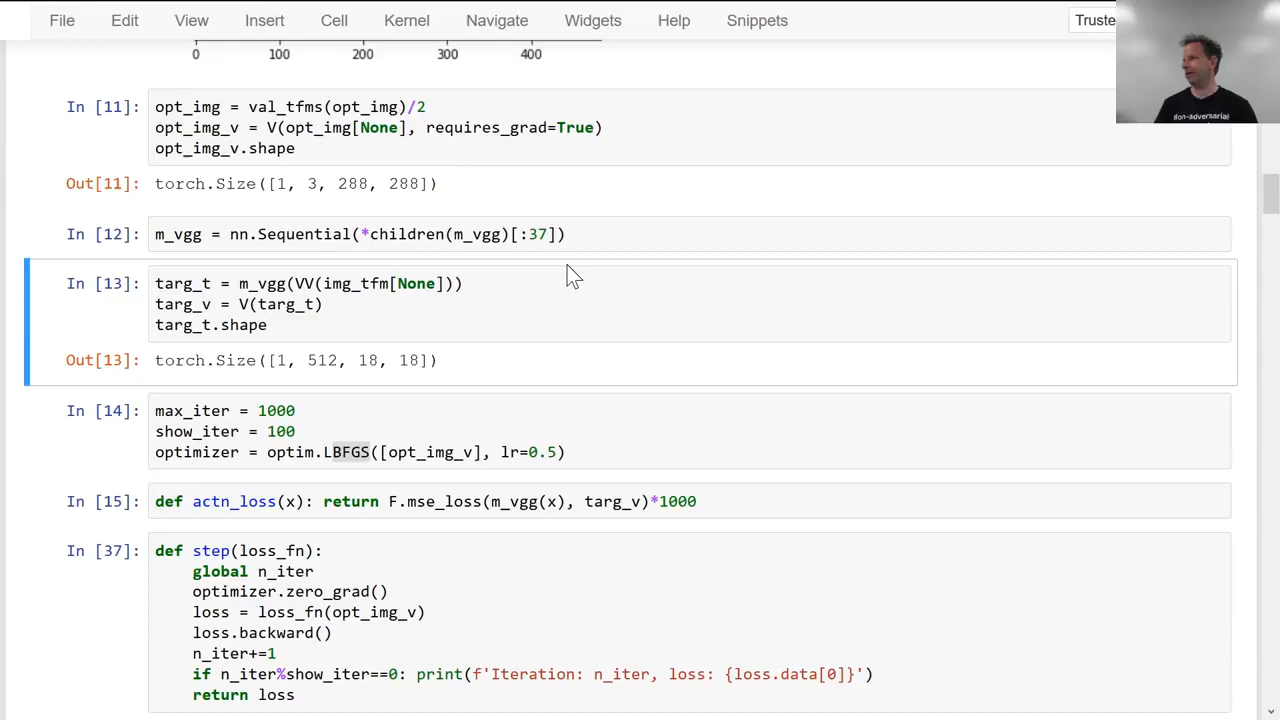 File Edit View Insert Cell Kernel Navigate Widgets Help Snippets Truste
0 100 200 300 400
In [11]: opt_img = val_tfms(opt_img)/2
opt_img_v = V(opt_img[None], requires_grad=True)
opt_img_v.shape
Out[11]: torch.Size([1, 3, 288, 288])
In [12]: m_vgg = nn.Sequential(*children(m_vgg)[:37])
In [13]: targ_t = m_vgg(VV(img_tfm[None]))
targ_v = V(targ_t)
targ_t.shape
Out[13]: torch.Size([1, 512, 18, 18])
In [14]: max_iter = 1000
show_iter = 100
optimizer = optim.LBFGS([opt_img_v], lr=0.5)
In [15]: def actn_loss(x): return F.mse_loss(m_vgg(x), targ_v)*1000
In [37]: def step(loss_fn):
global n_iter
optimizer.zero_grad()
loss = loss_fn(opt_img_v)
loss.backward()
n_iter+=1
if n_iter%show_iter==0: print(f'Iteration: n_iter, loss: {loss.data[0]}')
return loss